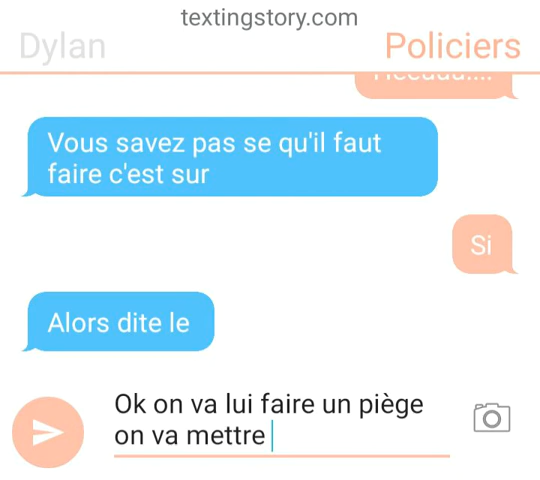 textingstory.com
Dylan
Policiers
Vous savez pas se qu'il faut
faire c'est sur
Si
Alors dite le
Ok on va lui faire un piège
on va mettre